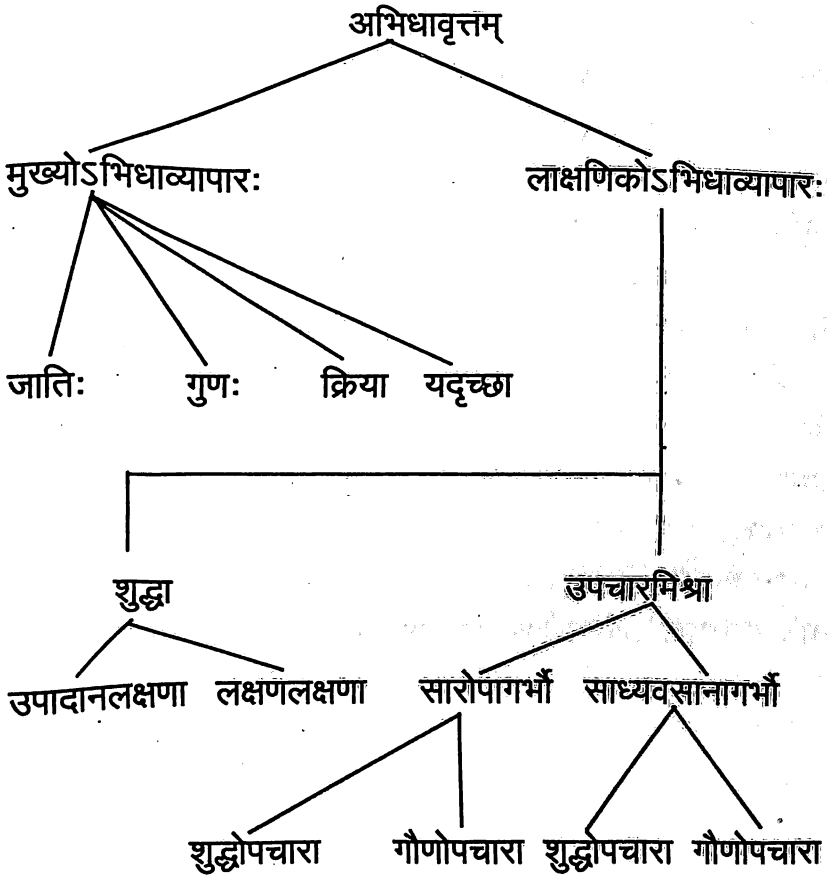 अभिधावृत्तम्
मुख्योऽभिधाव्यापारः लाक्षणिकोऽभिधाव्यापारः
जातिः गुणः क्रिया यदृच्छा
शुद्धा उपचारमिश्रा
उपादानलक्षणा लक्षणलक्षणा सारोपागर्भौ साध्यवसानागर्भौ
शुद्धोपचारा गौणोपचारा शुद्धोपचारा गौणोपचारा